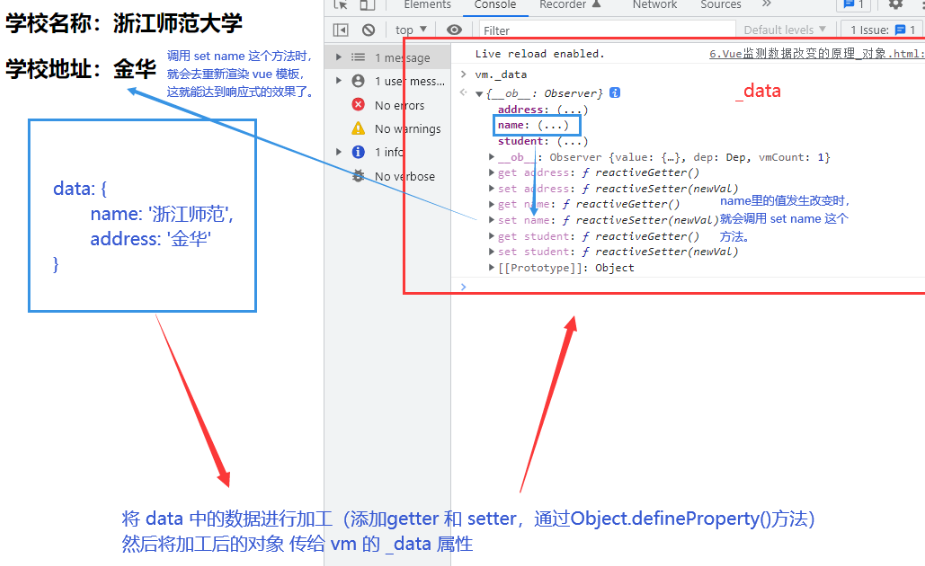 学校名称：浙江师范大学
学校地址：金华
调用 set name 这个方法时，
就会去重新渲染 vue 模板，
这就能达到响应式的效果了。
data: {
name: '浙江师范',
address: '金华'
}
Elements
Console
Recorder
Network
Sources
»
1
top
Filter
Default levels
1 Issue:
1
1 message
1 user mess...
No errors
No warnings
1 info
No verbose
Live reload enabled.
6.Vue监测数据改变的原理_对象.html:
> vm._data
{__ob__: Observer}
address: (...)
name: (...)
student: (...)
__ob__: Observer {value: {…}, dep: Dep, vmCount: 1}
get address: ƒ reactiveGetter()
set address: ƒ reactiveSetter(newVal)
get name: ƒ reactiveGetter()
set name: ƒ reactiveSetter(newVal)
get student: ƒ reactiveGetter()
set student: ƒ reactiveSetter(newVal)
[[Prototype]]: Object
>
_data
name里的值发生改变时，
就会调用 set name 这个
方法。
将 data 中的数据进行加工（添加getter 和 setter，通过Object.defineProperty()方法）
然后将加工后的对象 传给 vm 的 _data 属性